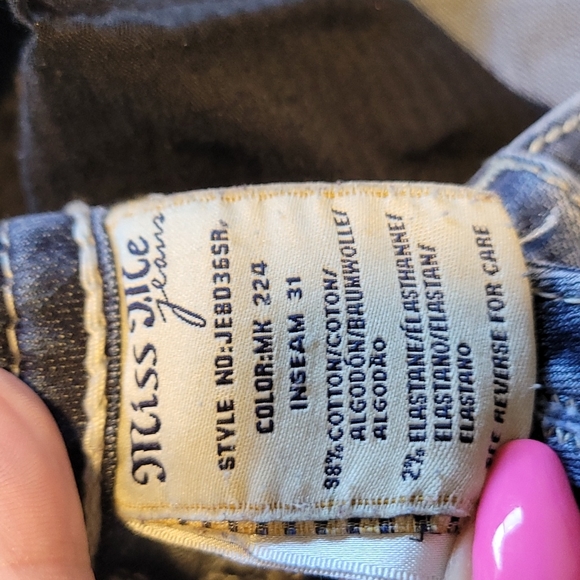 Miss Me
jeans
STYLE NO:JE8036SR,
COLOR:MK 224
INSEAM 31
98% COTTON/COTON/
ALGODÓN/BAUMWOLLE/
ALGODÃO
2% ELASTANE/ÉLASTHANNE/
ELASTANO/ELASTAN/
ELASTANO
REVERSE FOR CARE